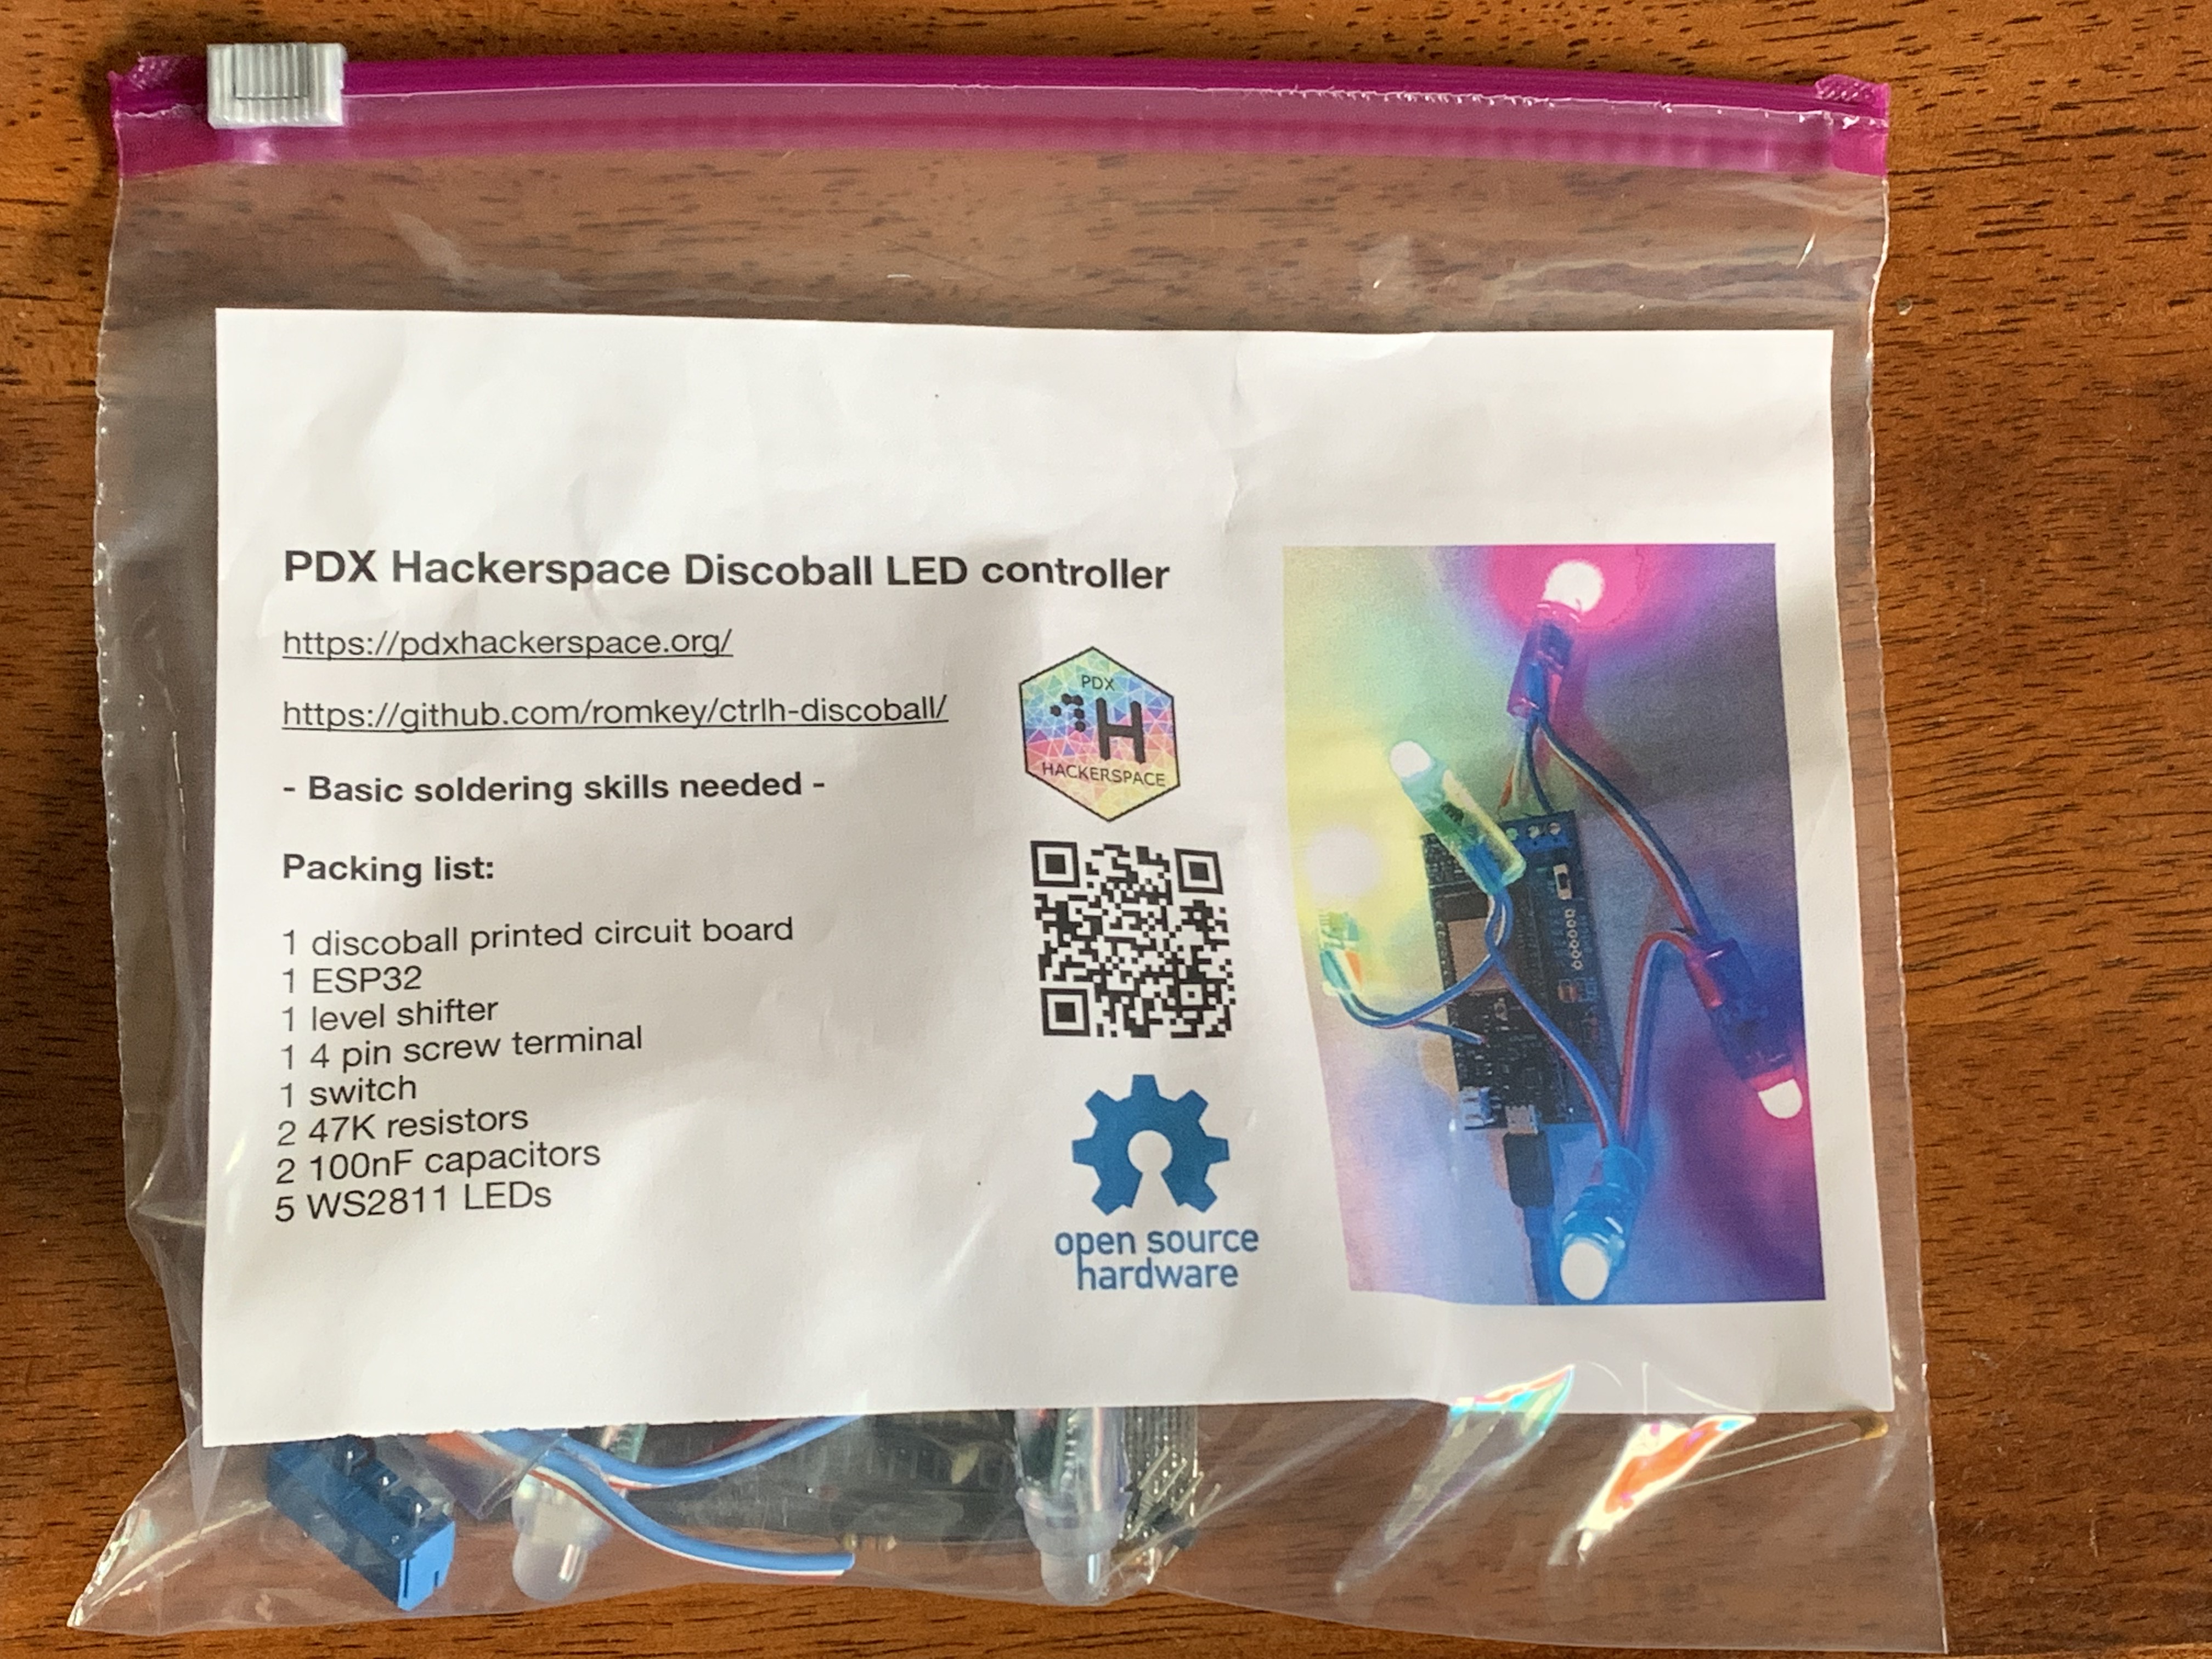 PDX Hackerspace Discoball LED controller
https://pdxhackerspace.org/
https://github.com/romkey/ctrlh-discoball/
- Basic soldering skills needed -
Packing list:
1 discoball printed circuit board
1 ESP32
1 level shifter
1 4 pin screw terminal
1 switch
2 47K resistors
2 100nF capacitors
5 WS2811 LEDs
PDX
H
HACKERSPACE
open source
hardware